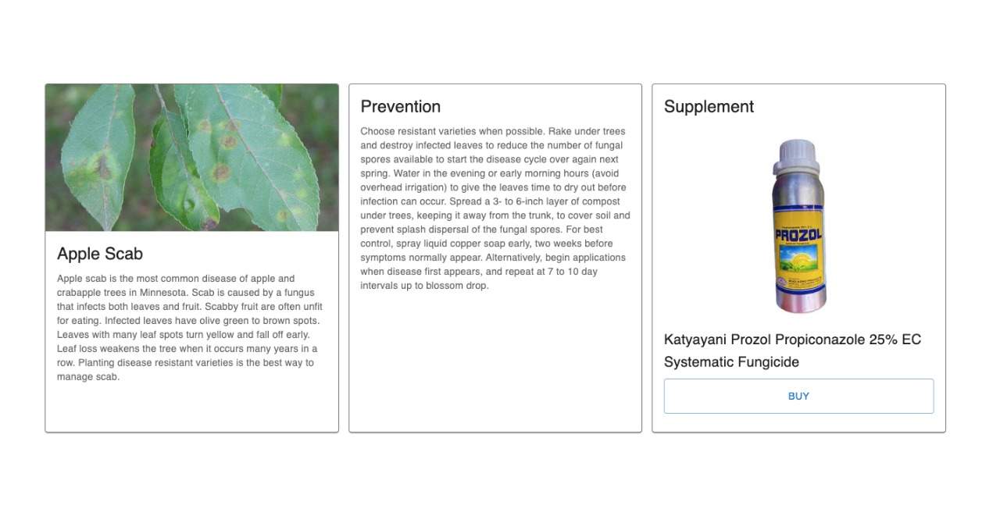 Apple Scab
Apple scab is the most common disease of apple and
crabapple trees in Minnesota. Scab is caused by a fungus
that infects both leaves and fruit. Scabby fruit are often unfit
for eating. Infected leaves have olive green to brown spots.
Leaves with many leaf spots turn yellow and fall off early.
Leaf loss weakens the tree when it occurs many years in a
row. Planting disease resistant varieties is the best way to
manage scab.
Prevention
Choose resistant varieties when possible. Rake under trees
and destroy infected leaves to reduce the number of fungal
spores available to start the disease cycle over again next
spring. Water in the evening or early morning hours (avoid
overhead irrigation) to give the leaves time to dry out before
infection can occur. Spread a 3- to 6-inch layer of compost
under trees, keeping it away from the trunk, to cover soil and
prevent splash dispersal of the fungal spores. For best
control, spray liquid copper soap early, two weeks before
symptoms normally appear. Alternatively, begin applications
when disease first appears, and repeat at 7 to 10 day
intervals up to blossom drop.
Supplement
PROZOL
Katyayani Prozol Propiconazole 25% EC
Systematic Fungicide
BUY